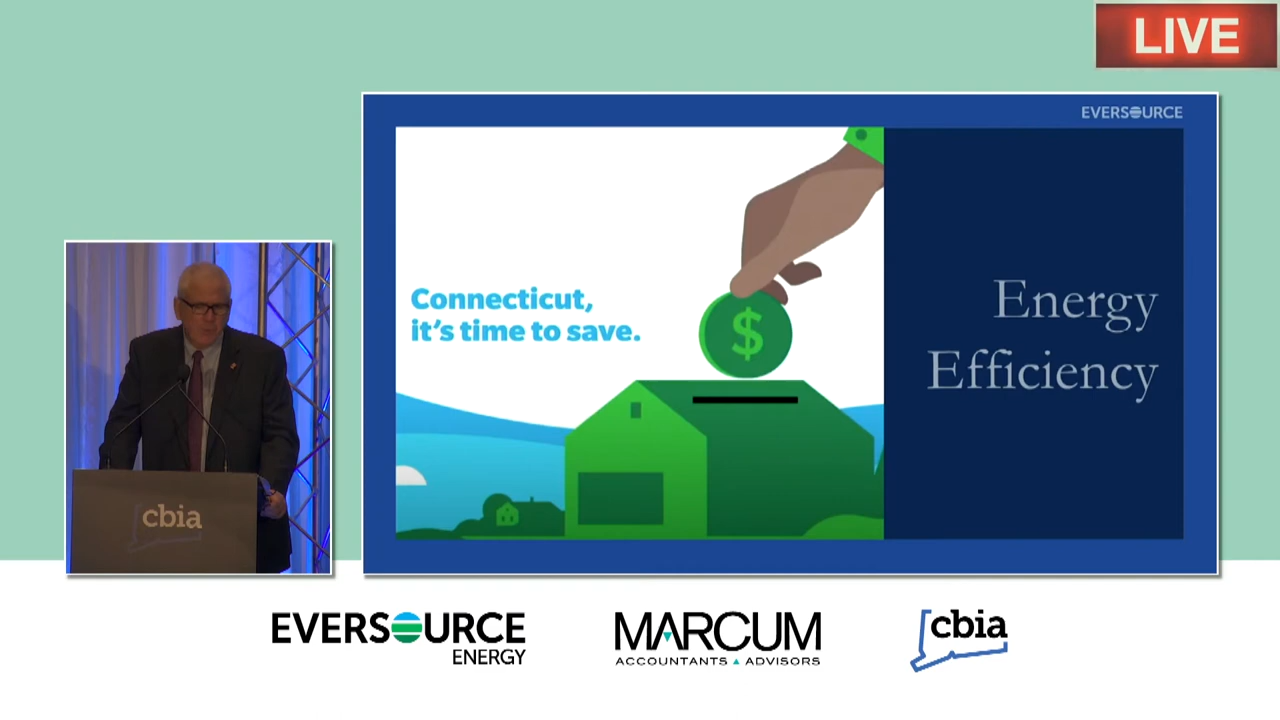 LIVE
EVERSOURCE
Connecticut,
it's time to save.
$
Energy
Efficiency
cbia
EVERSOURCE
ENERGY
MARCUM
ACCOUNTANTS ADVISORS
cbia